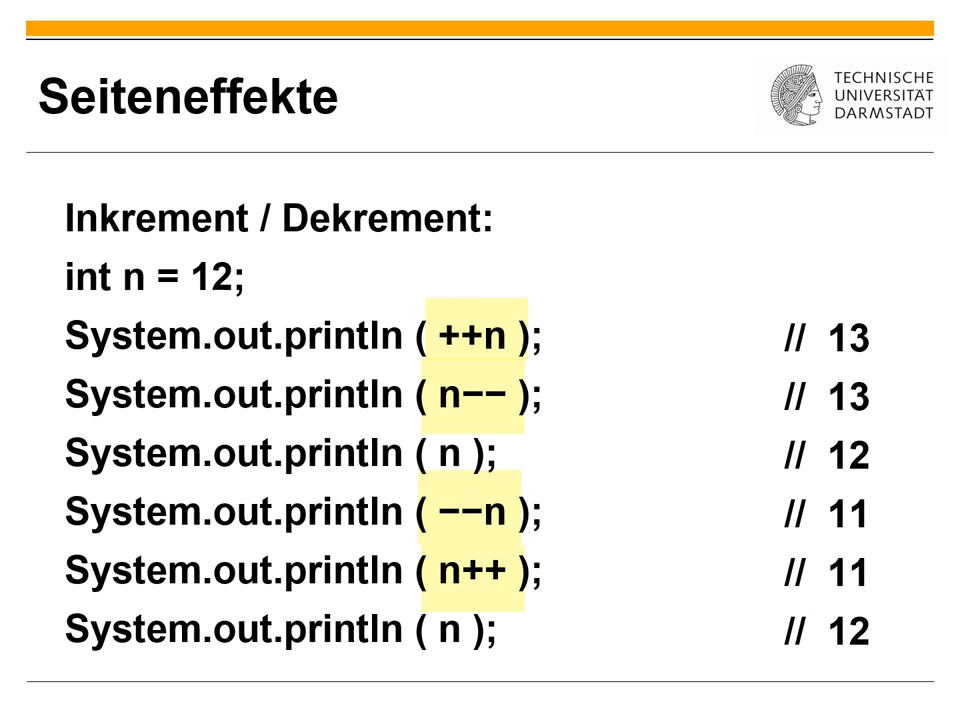 Seiteneffekte
TECHNISCHE
UNIVERSITÄT
DARMSTADT
Inkrement / Dekrement:
int n = 12;
System.out.println ( ++n ); // 13
System.out.println ( n−− ); // 13
System.out.println ( n ); // 12
System.out.println ( −−n ); // 11
System.out.println ( n++ ); // 11
System.out.println ( n ); // 12